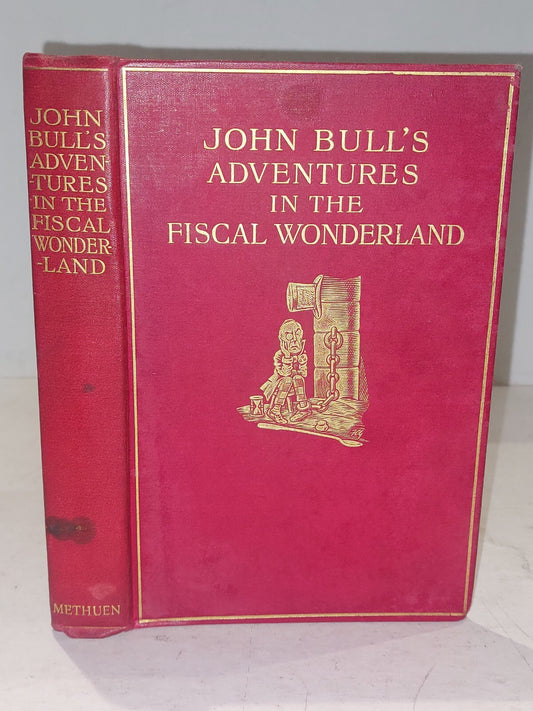 JOHN
BULL'S
ADVEN
-TURES
IN THE
FISCAL
WONDER-
-LAND
METHUEN
JOHN BULL'S
ADVENTURES
IN THE
FISCAL WONDERLAND